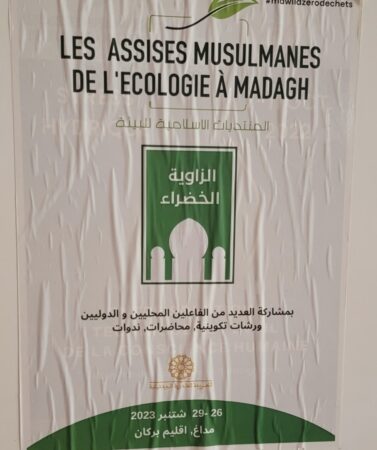 #mawlidzerodechets
LES ASSISES MUSULMANES
DE L'ECOLOGIE À MADAGH
المنتديات الاسلامية للبيئة
الزاوية
الخضراء
بمشاركة العديد من الفاعلين المحليين و الدوليين
ورشات تكوينية, محاضرات, ندوات
26- 29 شتنبر 2023
مداغ, اقليم بركان